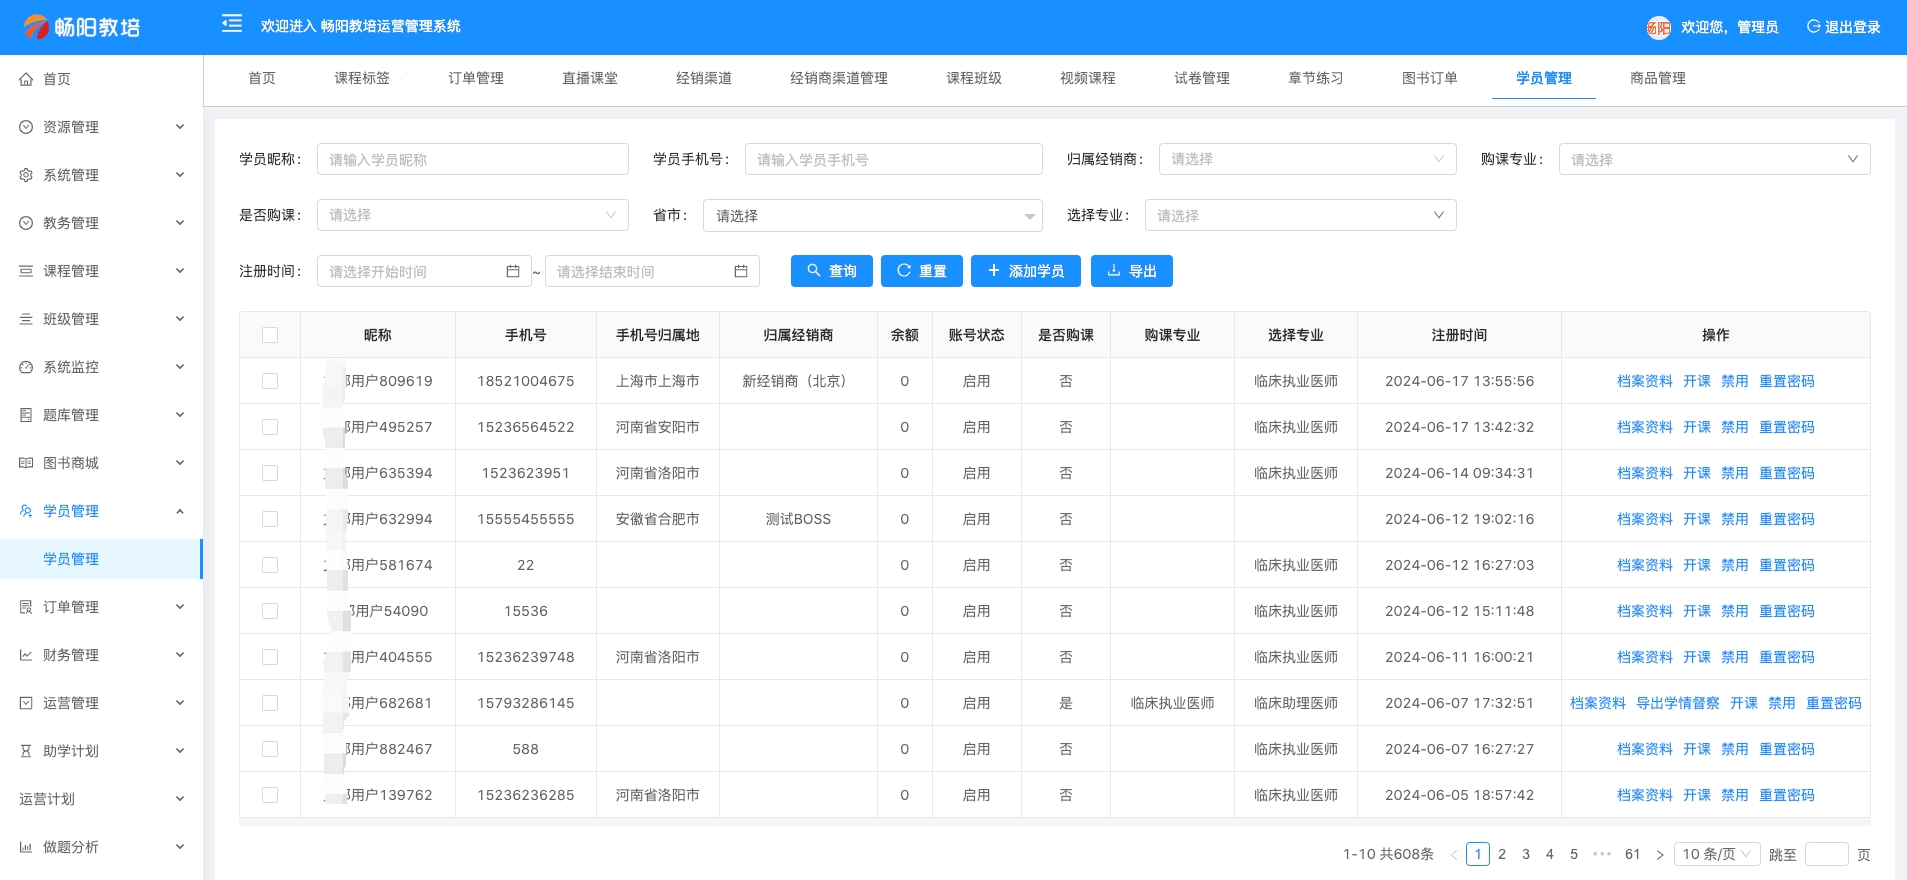 畅阳教培
欢迎进入 畅阳教培运营管理系统
畅阳 欢迎您，管理员
退出登录
首页
资源管理
系统管理
教务管理
课程管理
班级管理
系统监控
题库管理
图书商城
学员管理
学员管理
订单管理
财务管理
运营管理
助学计划
运营计划
做题分析
首页 课程标签 订单管理 直播课堂 经销渠道 经销商渠道管理 课程班级 视频课程 试卷管理 章节练习 图书订单 学员管理 商品管理
学员昵称： 请输入学员昵称 学员手机号： 请输入学员手机号 归属经销商： 请选择 购课专业： 请选择
是否购课： 请选择 省市： 请选择 选择专业： 请选择
注册时间： 请选择开始时间 ~ 请选择结束时间 查询 重置 添加学员 导出
昵称 手机号 手机号归属地 归属经销商 余额 账号状态 是否购课 购课专业 选择专业 注册时间 操作
用户809619 18521004675 上海市上海市 新经销商（北京） 0 启用 否 临床执业医师 2024-06-17 13:55:56 档案资料 开课 禁用 重置密码
用户495257 15236564522 河南省安阳市 0 启用 否 临床执业医师 2024-06-17 13:42:32 档案资料 开课 禁用 重置密码
用户635394 1523623951 河南省洛阳市 0 启用 否 临床执业医师 2024-06-14 09:34:31 档案资料 开课 禁用 重置密码
用户632994 15555455555 安徽省合肥市 测试BOSS 0 启用 否 2024-06-12 19:02:16 档案资料 开课 禁用 重置密码
用户581674 22 0 启用 否 临床执业医师 2024-06-12 16:27:03 档案资料 开课 禁用 重置密码
用户54090 15536 0 启用 否 临床执业医师 2024-06-12 15:11:48 档案资料 开课 禁用 重置密码
用户404555 15236239748 河南省洛阳市 0 启用 否 临床执业医师 2024-06-11 16:00:21 档案资料 开课 禁用 重置密码
用户682681 15793286145 0 启用 是 临床执业医师 临床助理医师 2024-06-07 17:32:51 档案资料 导出学情督察 开课 禁用 重置密码
用户882467 588 0 启用 否 临床执业医师 2024-06-07 16:27:27 档案资料 开课 禁用 重置密码
用户139762 15236236285 河南省洛阳市 0 启用 否 临床执业医师 2024-06-05 18:57:42 档案资料 开课 禁用 重置密码
1-10 共608条 1 2 3 4 5 ••• 61 10 条/页 跳至 页